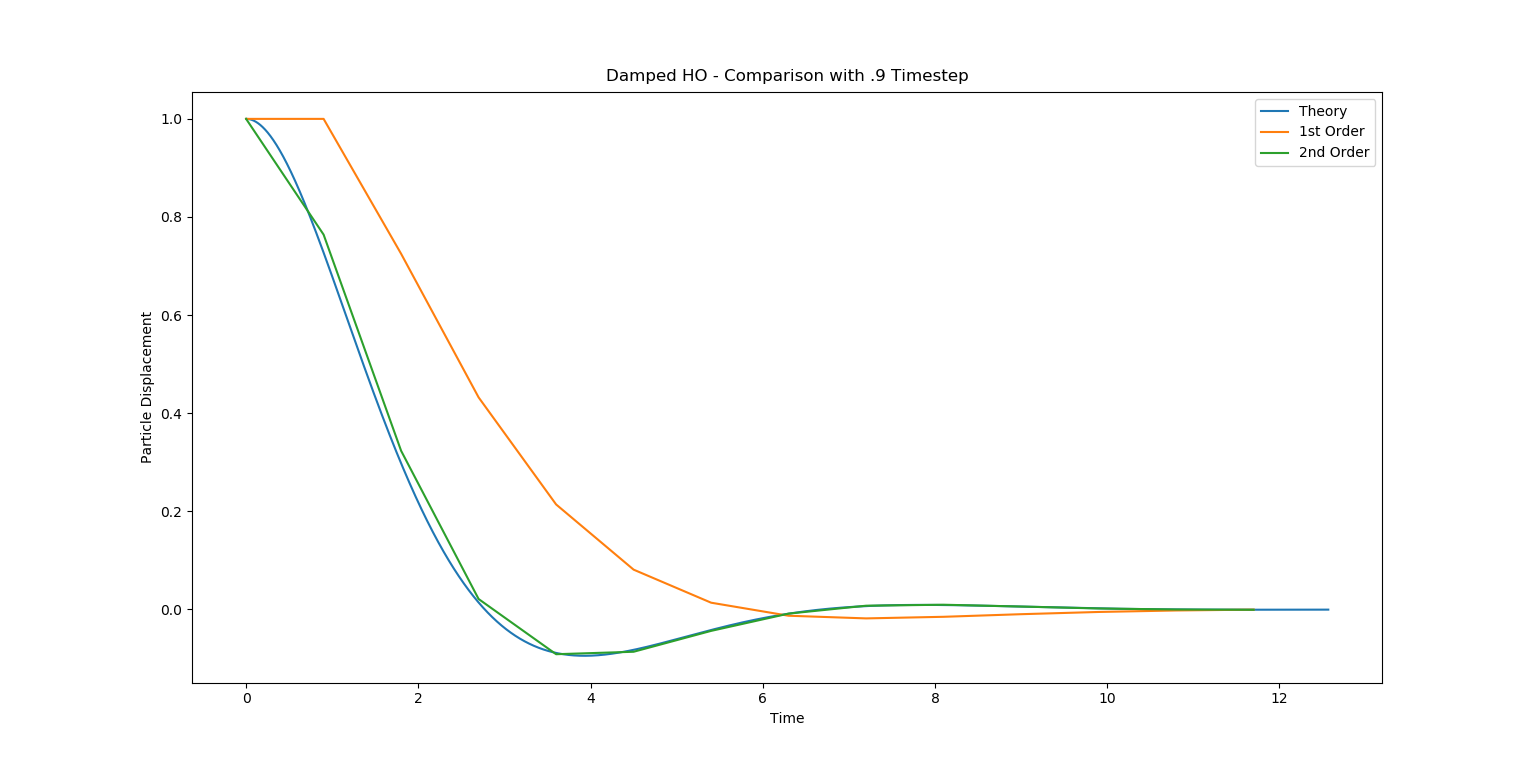 Damped HO - Comparison with .9 Timestep
Theory
1st Order
2nd Order
Particle Displacement
1.0
0.8
0.6
0.4
0.2
0.0
0 2 4 6 8 10 12
Time